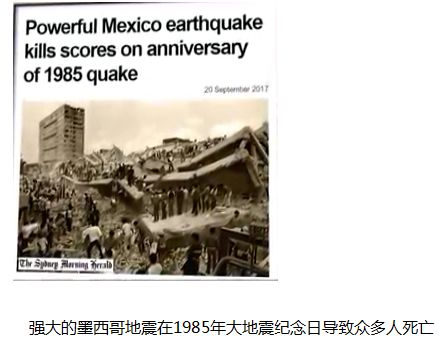 Powerful Mexico earthquake
kills scores on anniversary
of 1985 quake
20 September 2017
The Sydney Morning Herald
强大的墨西哥地震在1985年大地震纪念日导致众多人死亡